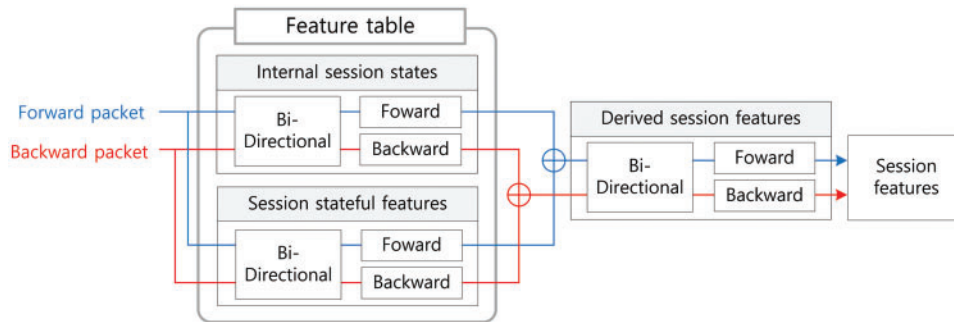 Feature table
Internal session states
Forward packet
Bi-
Directional
Foward
Backward
Backward packet
Session stateful features
Bi-
Directional
Foward
Backward
Derived session features
Bi-
Directional
Foward
Backward
Session
features